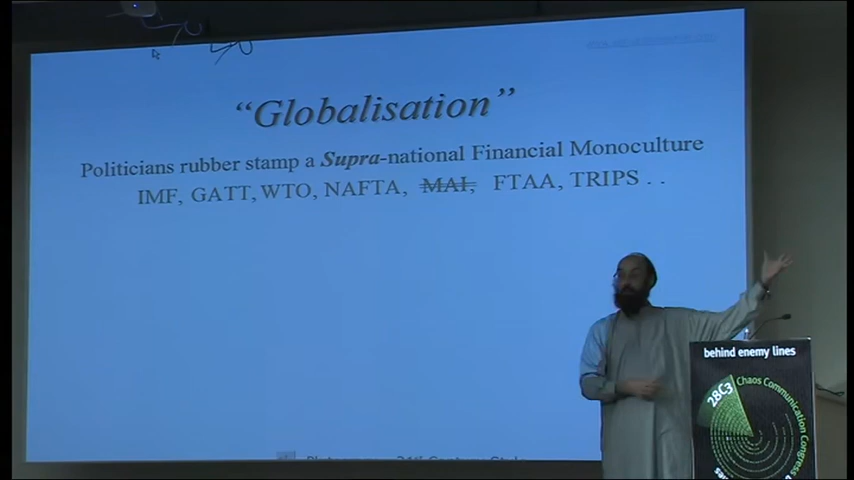 “Globalisation”
Politicians rubber stamp a Supra-national Financial Monoculture
IMF, GATT, WTO, NAFTA, MAI, FTAA, TRIPS . .
behind enemy lines
28C3
Chaos Communication Congress